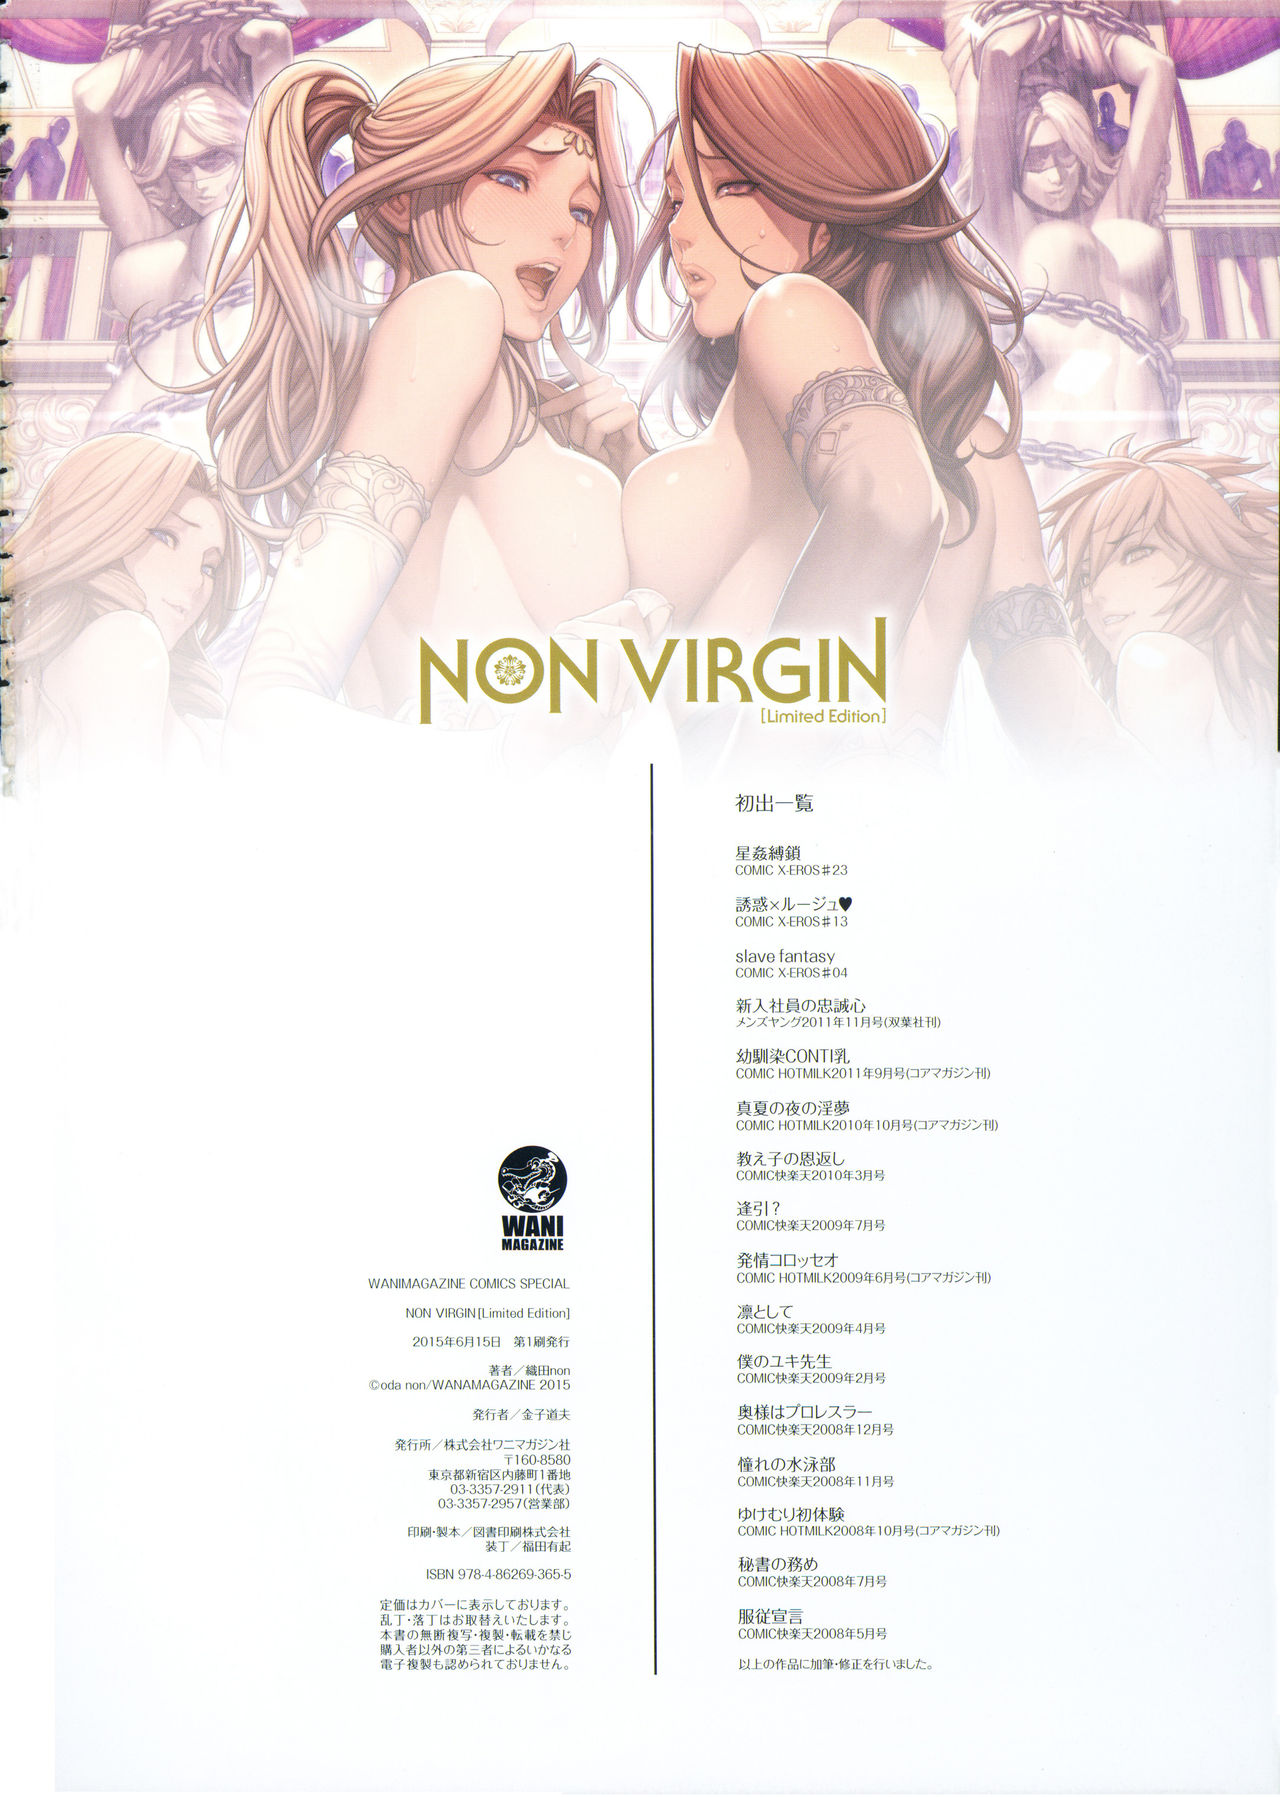 NON VIRGIN
[Limited Edition]
WANI
MAGAZINE
WANIMAGAZINE COMICS SPECIAL
NON VIRGIN[Limited Edition]
2015年6月15日 第1刷発行
著者／織田non
©oda non/WANAMAGAZINE 2015
発行者／金子道夫
発行所／株式会社ワニマガジン社
〒160-8580
東京都新宿区内藤町1番地
03-3357-2911(代表)
03-3357-2957(営業部)
印刷・製本／図書印刷株式会社
装丁／福田有起
ISBN 978-4-86269-365-5
定価はカバーに表示しております。
乱丁・落丁はお取替えいたします。
本書の無断複写・複製・転載を禁じ
購入者以外の第三者によるいかなる
電子複製も認められておりません。
初出一覧
星姦縛鎖
COMIC X-EROS♯23
誘惑×ルージュ♥
COMIC X-EROS♯13
slave fantasy
COMIC X-EROS♯04
新入社員の忠誠心
メンズヤング2011年11月号(双葉社刊)
幼馴染CONTI乳
COMIC HOTMILK2011年9月号(コアマガジン刊)
真夏の夜の淫夢
COMIC HOTMILK2010年10月号(コアマガジン刊)
教え子の恩返し
COMIC快楽天2010年3月号
逢引？
COMIC快楽天2009年7月号
発情コロッセオ
COMIC HOTMILK2009年6月号(コアマガジン刊)
凛として
COMIC快楽天2009年4月号
僕のユキ先生
COMIC快楽天2009年2月号
奥様はプロレスラー
COMIC快楽天2008年12月号
憧れの水泳部
COMIC快楽天2008年11月号
ゆけむり初体験
COMIC HOTMILK2008年10月号(コアマガジン刊)
秘書の務め
COMIC快楽天2008年7月号
服従宣言
COMIC快楽天2008年5月号
以上の作品に加筆・修正を行いました。